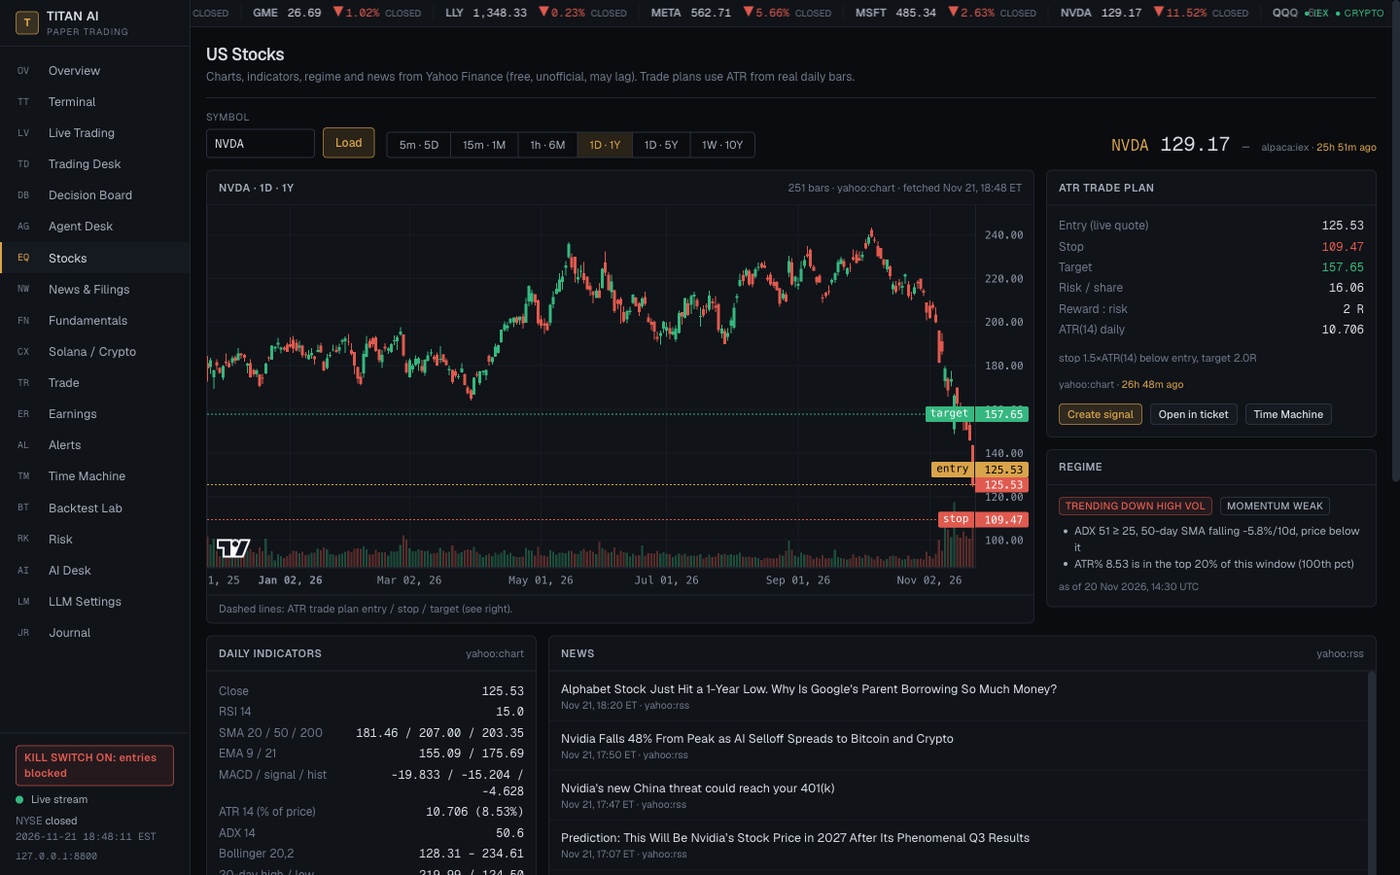 T TITAN AI
PAPER TRADING
OV Overview
TT Terminal
LV Live Trading
TD Trading Desk
DB Decision Board
AG Agent Desk
EQ Stocks
NW News & Filings
FN Fundamentals
CX Solana / Crypto
TR Trade
ER Earnings
AL Alerts
TM Time Machine
BT Backtest Lab
RK Risk
AI AI Desk
LM LLM Settings
JR Journal
KILL SWITCH ON: entries
blocked
Live stream
NYSE closed
2026-11-21 18:48:11 EST
127.0.0.1:8800
CLOSED GME 26.69 ▼1.02% CLOSED LLY 1,348.33 ▼0.23% CLOSED META 562.71 ▼5.66% CLOSED MSFT 485.34 ▼2.63% CLOSED NVDA 129.17 ▼11.52% CLOSED QQQ IEX CRYPTO
US Stocks
Charts, indicators, regime and news from Yahoo Finance (free, unofficial, may lag). Trade plans use ATR from real daily bars.
SYMBOL
NVDA Load 5m · 5D 15m · 1M 1h · 6M 1D · 1Y 1D · 5Y 1W · 10Y
NVDA 129.17 — alpaca:iex · 25h 51m ago
NVDA · 1D · 1Y 251 bars · yahoo:chart · fetched Nov 21, 18:48 ET
240.00
220.00
200.00
180.00
target 157.65
140.00
entry 125.53
125.53
120.00
stop 109.47
100.00
1, 25 Jan 02, 26 Mar 02, 26 May 01, 26 Jul 01, 26 Sep 01, 26 Nov 02, 26
Dashed lines: ATR trade plan entry / stop / target (see right).
ATR TRADE PLAN
Entry (live quote) 125.53
Stop 109.47
Target 157.65
Risk / share 16.06
Reward : risk 2 R
ATR(14) daily 10.706
stop 1.5×ATR(14) below entry, target 2.0R
yahoo:chart · 26h 48m ago
Create signal Open in ticket Time Machine
REGIME
TRENDING DOWN HIGH VOL MOMENTUM WEAK
• ADX 51 ≥ 25, 50-day SMA falling -5.8%/10d, price below
it
• ATR% 8.53 is in the top 20% of this window (100th pct)
as of 20 Nov 2026, 14:30 UTC
DAILY INDICATORS yahoo:chart
Close 125.53
RSI 14 15.0
SMA 20 / 50 / 200 181.46 / 207.00 / 203.35
EMA 9 / 21 155.09 / 175.69
MACD / signal / hist -19.833 / -15.204 /
-4.628
ATR 14 (% of price) 10.706 (8.53%)
ADX 14 50.6
Bollinger 20,2 128.31 – 234.61
20-day high / low 219.99 / 124.50
NEWS yahoo:rss
Alphabet Stock Just Hit a 1-Year Low. Why Is Google's Parent Borrowing So Much Money?
Nov 21, 18:20 ET · yahoo:rss
Nvidia Falls 48% From Peak as AI Selloff Spreads to Bitcoin and Crypto
Nov 21, 17:50 ET · yahoo:rss
Nvidia's new China threat could reach your 401(k)
Nov 21, 17:47 ET · yahoo:rss
Prediction: This Will Be Nvidia's Stock Price in 2027 After Its Phenomenal Q3 Results
Nov 21, 17:07 ET · yahoo:rss